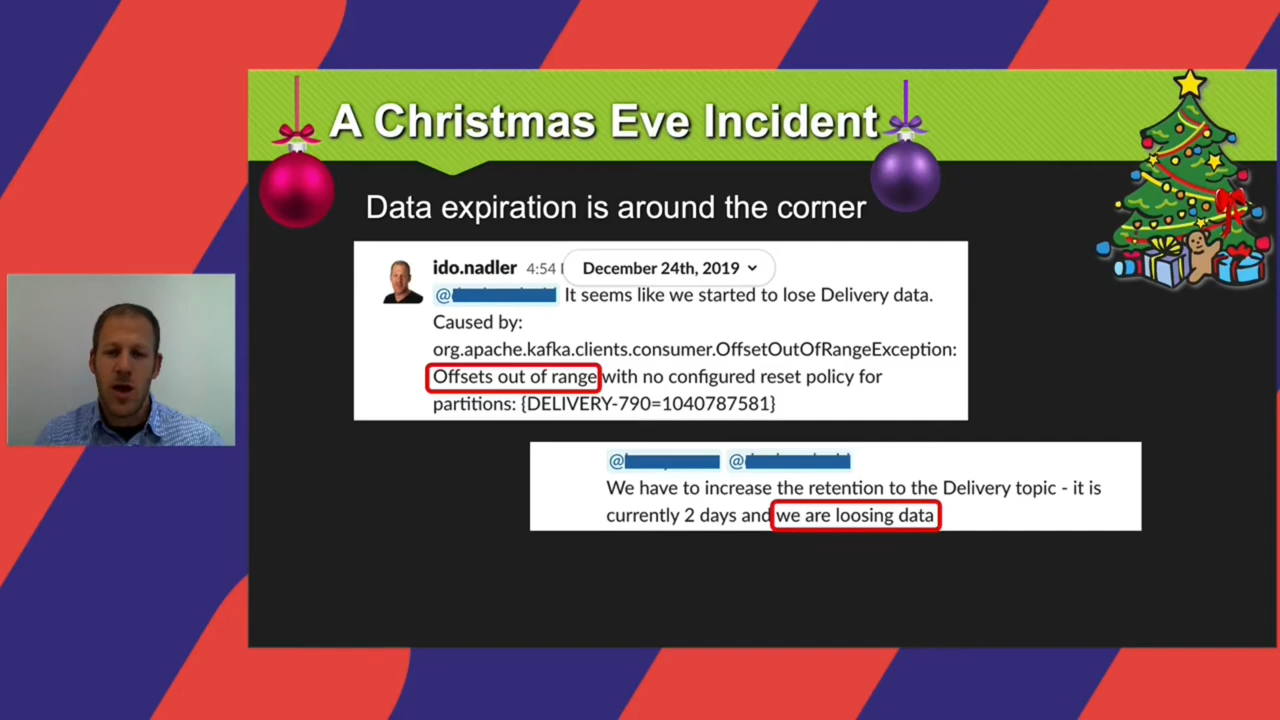 A Christmas Eve Incident
Data expiration is around the corner
ido.nadler 4:54
December 24th, 2019
@ It seems like we started to lose Delivery data.
Caused by:
org.apache.kafka.clients.consumer.OffsetOutOfRangeException:
Offsets out of range with no configured reset policy for
partitions: {DELIVERY-790=1040787581}
@ @
We have to increase the retention to the Delivery topic - it is
currently 2 days and we are loosing data